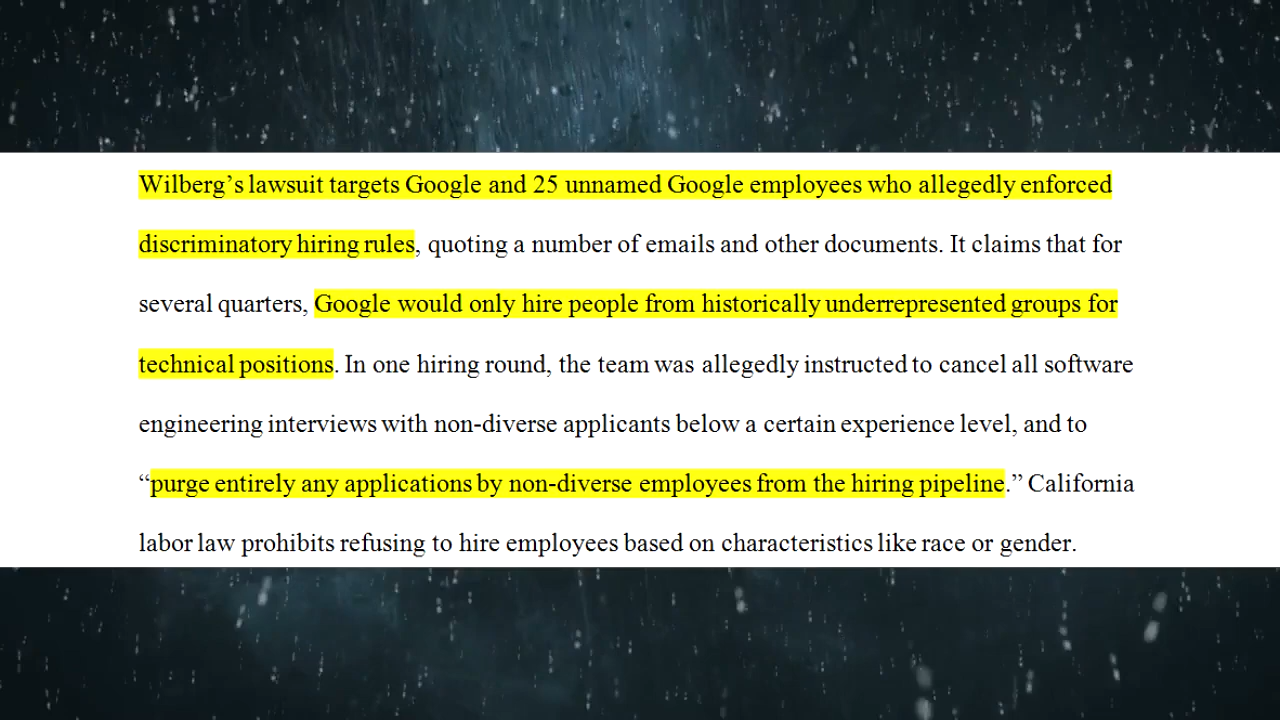 Wilberg’s lawsuit targets Google and 25 unnamed Google employees who allegedly enforced
discriminatory hiring rules, quoting a number of emails and other documents. It claims that for
several quarters, Google would only hire people from historically underrepresented groups for
technical positions. In one hiring round, the team was allegedly instructed to cancel all software
engineering interviews with non-diverse applicants below a certain experience level, and to
“purge entirely any applications by non-diverse employees from the hiring pipeline.” California
labor law prohibits refusing to hire employees based on characteristics like race or gender.